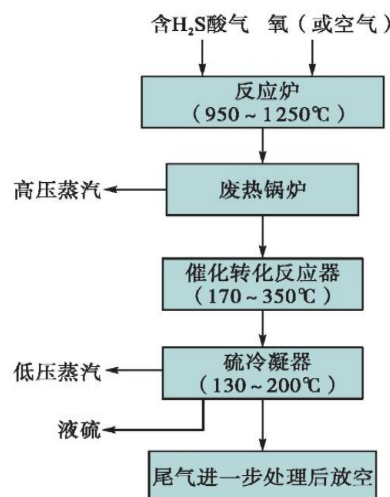 含H₂S酸气 氧（或空气）
反应炉
（950～1250℃）
高压蒸汽
废热锅炉
催化转化反应器
（170～350℃）
低压蒸汽
硫冷凝器
（130～200℃）
液硫
尾气进一步处理后放空